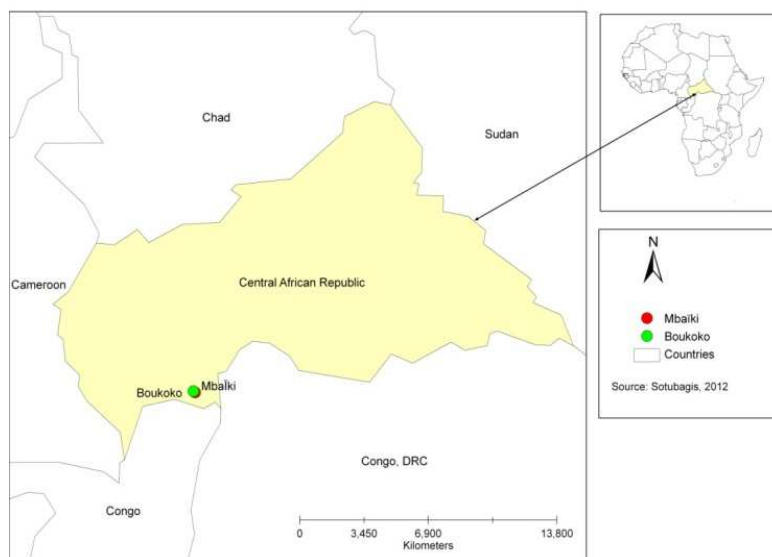 Chad
Sudan
Cameroon
Central African Republic
MbaÏki
Boukoko
Congo, DRC
Congo
0 3,450 6,900 13,800
Kilometers
N
Mbaïki
Boukoko
Countries
Source: Sotubagis, 2012